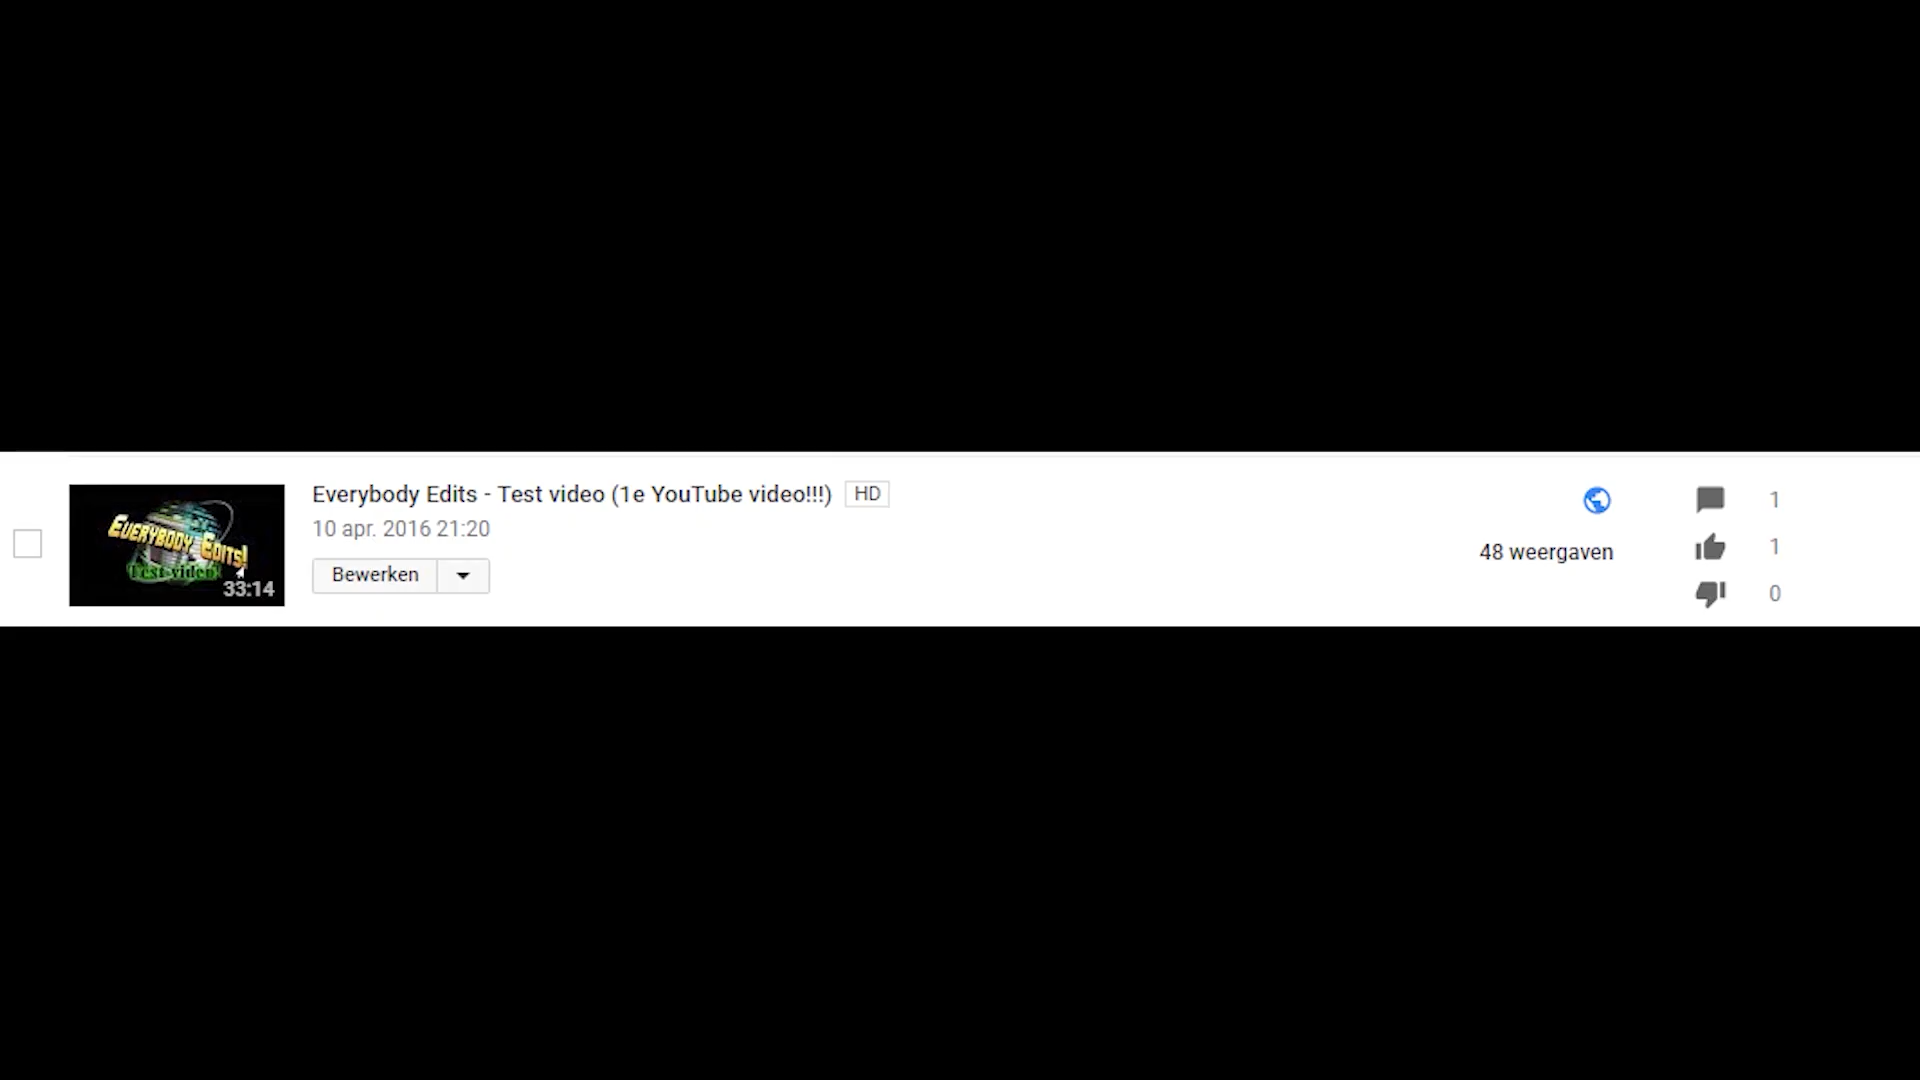 Everybody Edits - Test video (1e YouTube video!!!) HD
10 apr. 2016 21:20
Bewerken
EVERYBODY EDITS!
Test video
33:14
48 weergaven
1
1
0